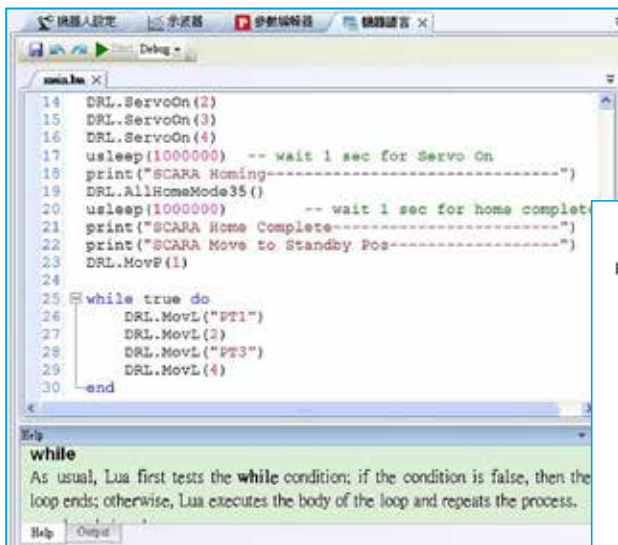 機器人設定 示波器 參數編輯器 機器語言
Debug
main.lua
14 DRL.ServoOn(2)
15 DRL.ServoOn(3)
16 DRL.ServoOn(4)
17 usleep(1000000) -- wait 1 sec for Servo On
18 print("SCARA Homing------------------------------")
19 DRL.AllHomeMode35()
20 usleep(1000000) -- wait 1 sec for home complete
21 print("SCARA Home Complete-----------------------")
22 print("SCARA Move to Standby Pos-----------------")
23 DRL.MovP(1)
24
25 while true do
26 DRL.MovL("PT1")
27 DRL.MovL(2)
28 DRL.MovL("PT3")
29 DRL.MovL(4)
30 end
Help
while
As usual, Lua first tests the while condition; if the condition is false, then the
loop ends; otherwise, Lua executes the body of the loop and repeats the process.
Help Output